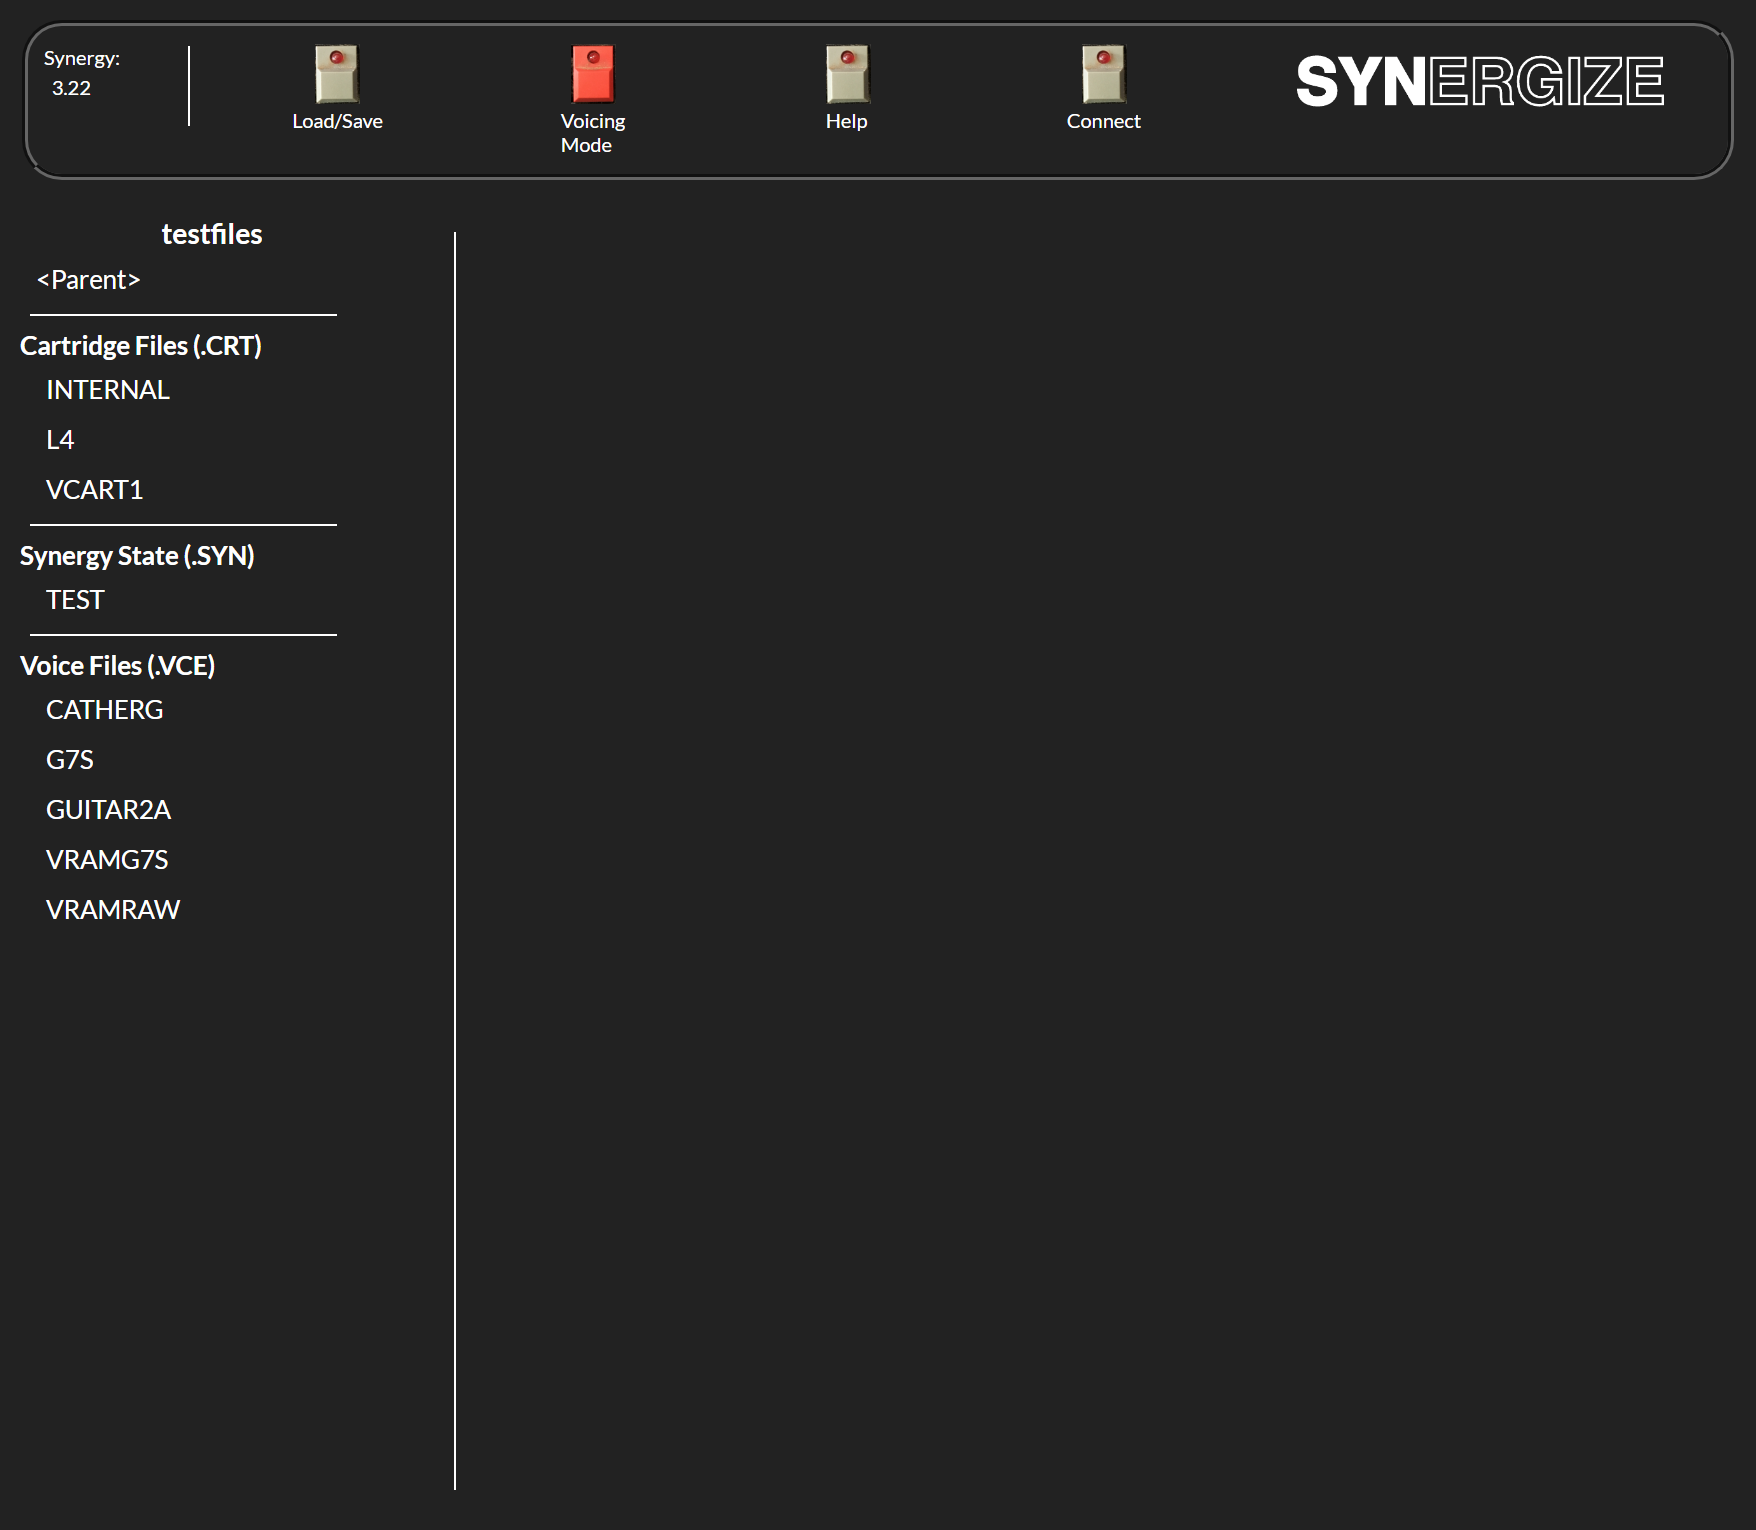 Synergy:
3.22
Load/Save
Voicing
Mode
Help
Connect
SYNERGIZE
testfiles
<Parent>
Cartridge Files (.CRT)
INTERNAL
L4
VCART1
Synergy State (.SYN)
TEST
Voice Files (.VCE)
CATHERG
G7S
GUITAR2A
VRAMG7S
VRAMRAW